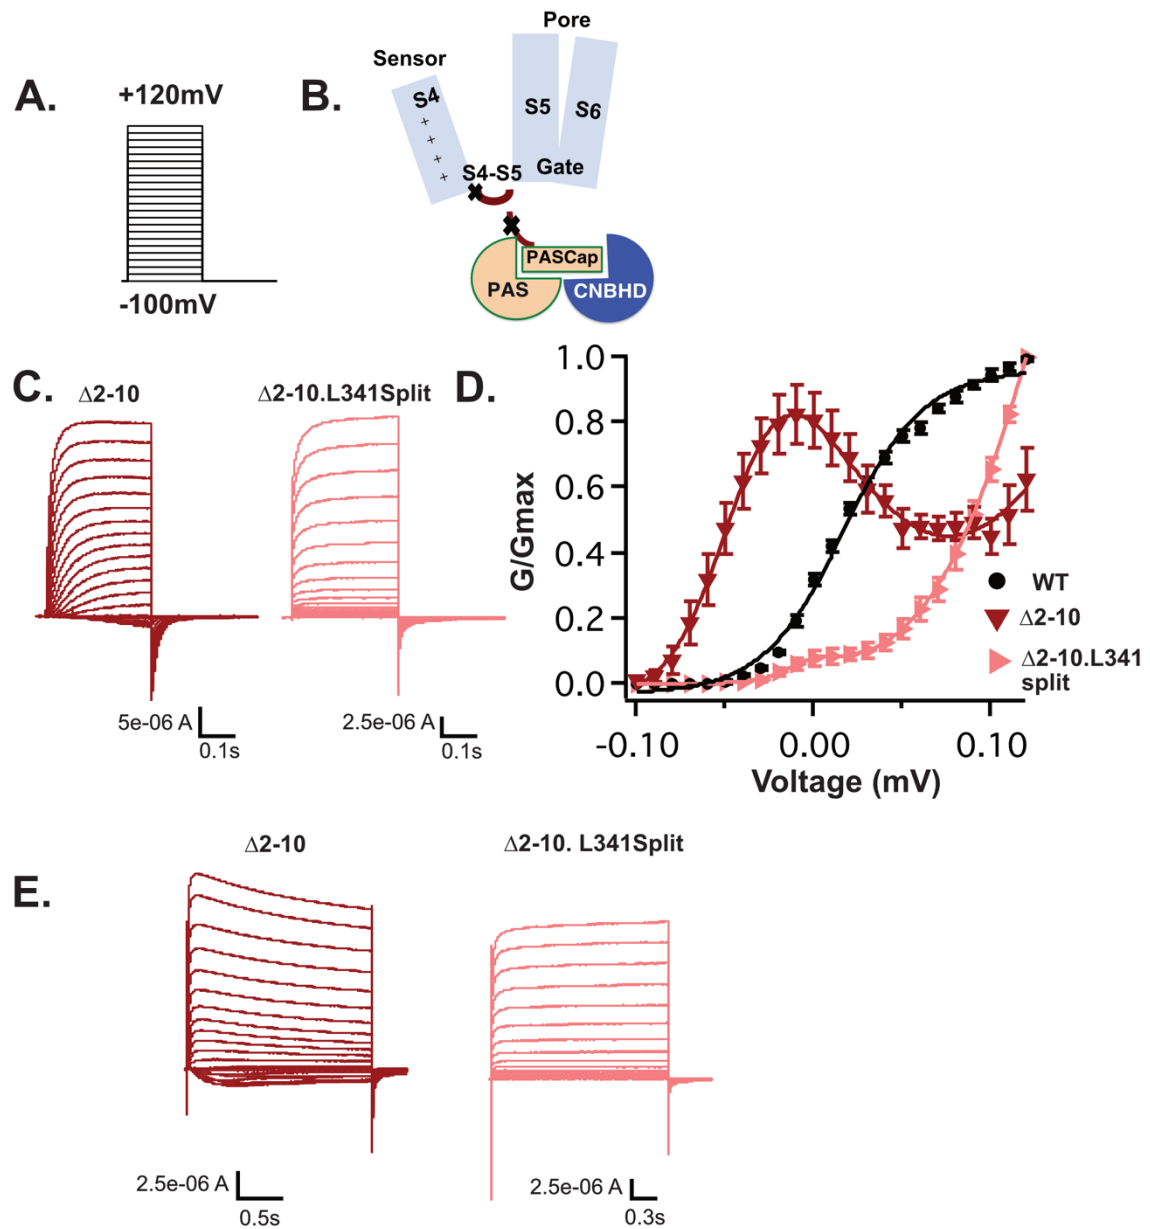 A.
+120mV
-100mV
B.
Pore
Sensor
S4
+
+
+
+
S5
S6
S4-S5
Gate
PASCap
PAS
CNBHD
C.
Δ2-10
Δ2-10.L341Split
5e-06 A
0.1s
2.5e-06 A
0.1s
D.
G/Gmax
1.0
0.8
0.6
0.4
0.2
0.0
-0.10
0.00
0.10
Voltage (mV)
WT
Δ2-10
Δ2-10.L341
split
E.
Δ2-10
Δ2-10. L341Split
2.5e-06 A
0.5s
2.5e-06 A
0.3s